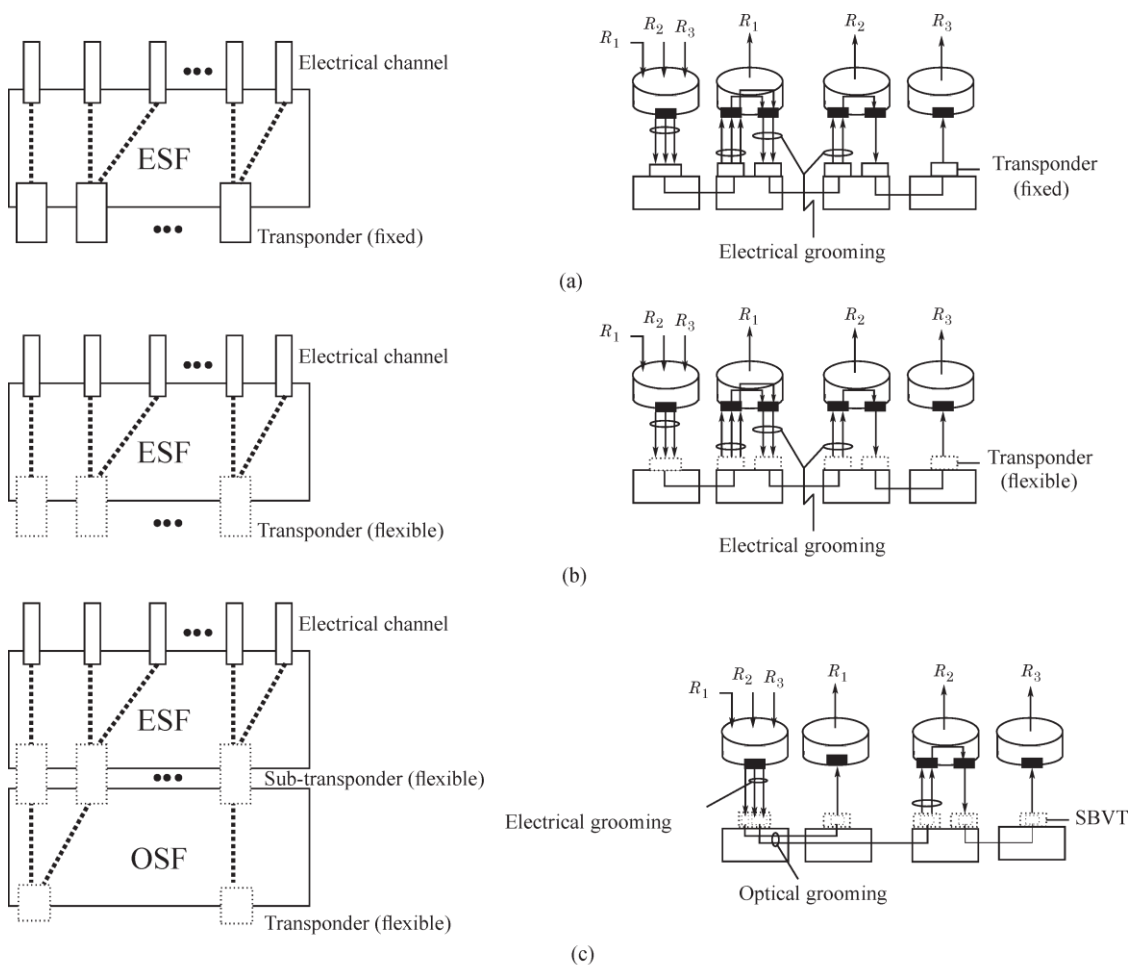 Electrical channel
ESF
Transponder (fixed)
R1 R2 R3 R1 R2 R3
Transponder
(fixed)
Electrical grooming
(a)
Electrical channel
ESF
Transponder (flexible)
R1 R2 R3 R1 R2 R3
Transponder
(flexible)
Electrical grooming
(b)
Electrical channel
ESF
Sub-transponder (flexible)
OSF
Transponder (flexible)
R1 R2 R3 R1 R2 R3
Electrical grooming
SBVT
Optical grooming
(c)